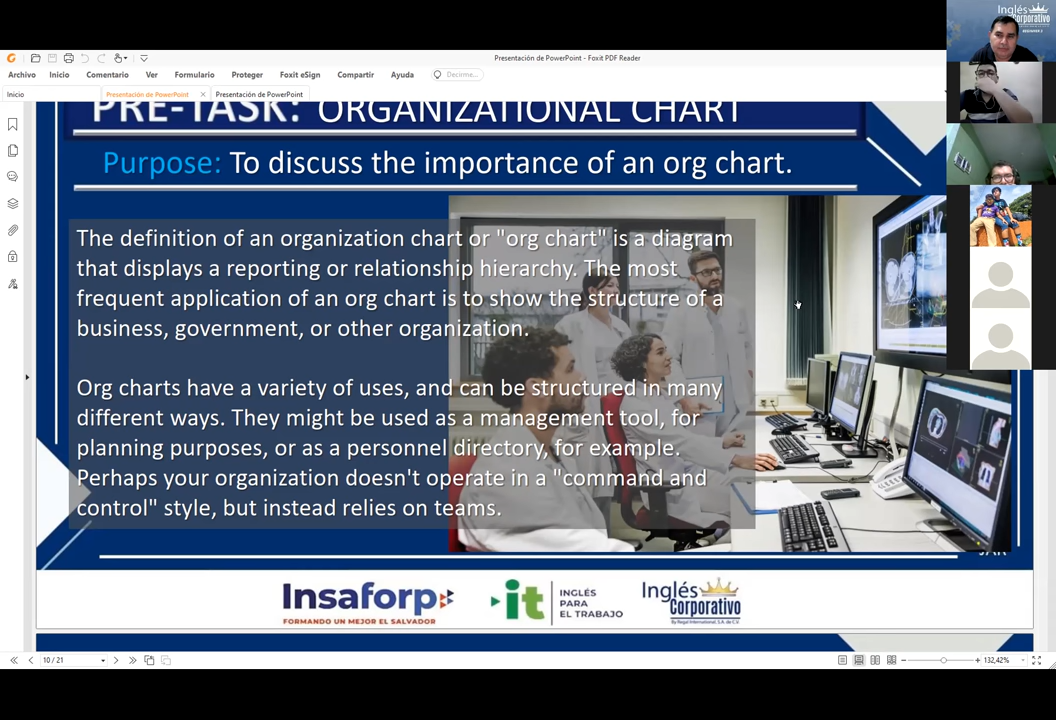 Presentación de PowerPoint - Foxit PDF Reader
Archivo Inicio Comentario Ver Formulario Proteger Foxit eSign Compartir Ayuda Decirme...
Inicio Presentación de PowerPoint Presentación de PowerPoint
PRE-TASK: ORGANIZATIONAL CHART
Purpose: To discuss the importance of an org chart.
The definition of an organization chart or "org chart" is a diagram
that displays a reporting or relationship hierarchy. The most
frequent application of an org chart is to show the structure of a
business, government, or other organization.
Org charts have a variety of uses, and can be structured in many
different ways. They might be used as a management tool, for
planning purposes, or as a personnel directory, for example.
Perhaps your organization doesn't operate in a "command and
control" style, but instead relies on teams.
Insaforp
FORMANDO UN MEJOR EL SALVADOR
it
INGLÉS
PARA
EL TRABAJO
Inglés
Corporativo
By Regal International, S.A. de C.V.
10 / 21
132,42%
Inglés
Corporativo
BEGINNER 2